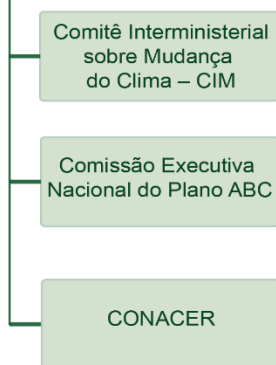 Comitê Interministerial
sobre Mudança
do Clima – CIM
Comissão Executiva
Nacional do Plano ABC
CONACER